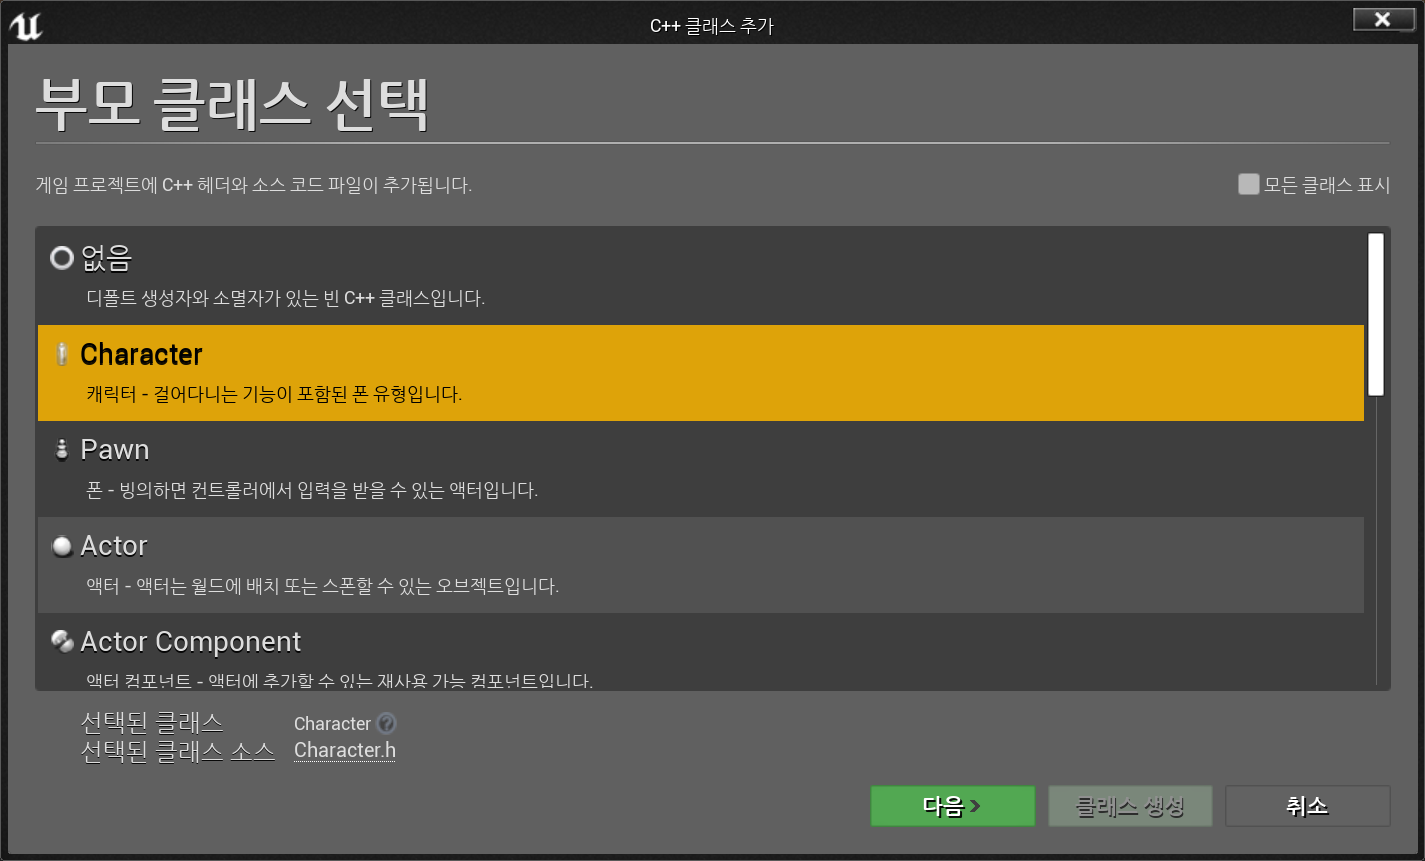 C++ 클래스 추가
부모 클래스 선택
게임 프로젝트에 C++ 헤더와 소스 코드 파일이 추가됩니다.
모든 클래스 표시
없음
디폴트 생성자와 소멸자가 있는 빈 C++ 클래스입니다.
Character
캐릭터 - 걸어다니는 기능이 포함된 폰 유형입니다.
Pawn
폰 - 빙의하면 컨트롤러에서 입력을 받을 수 있는 액터입니다.
Actor
액터 - 액터는 월드에 배치 또는 스폰할 수 있는 오브젝트입니다.
Actor Component
액터 컴포넌트 - 액터에 추가할 수 있는 재사용 가능 컴포넌트입니다.
선택된 클래스 Character ?
선택된 클래스 소스 Character.h
다음 > 클래스 생성 취소